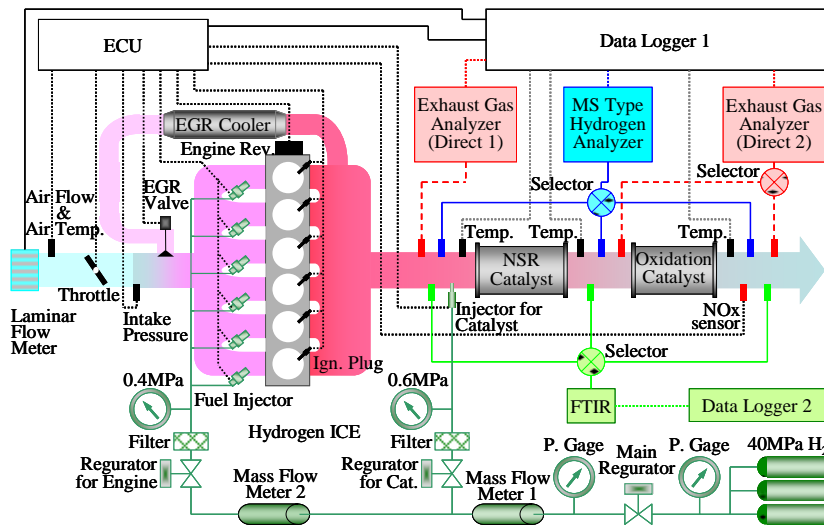 ECU
Data Logger 1
EGR Cooler
Engine Rev.
Exhaust Gas
Analyzer
(Direct 1)
MS Type
Hydrogen
Analyzer
Exhaust Gas
Analyzer
(Direct 2)
Selector
Selector
Air Flow
&
Air Temp.
EGR
Valve
Temp.
Temp.
Temp.
NSR
Catalyst
Oxidation
Catalyst
Throttle
Laminar
Flow
Meter
Intake
Pressure
Injector for
Catalyst
NOx
sensor
Ign. Plug
Selector
Fuel Injector
0.4MPa
0.6MPa
FTIR
Data Logger 2
Hydrogen ICE
Filter
Filter
P. Gage
Main
Regurator
P. Gage
40MPa H2
Regurator
for Engine
Mass Flow
Meter 2
Regurator
for Cat.
Mass Flow
Meter 1